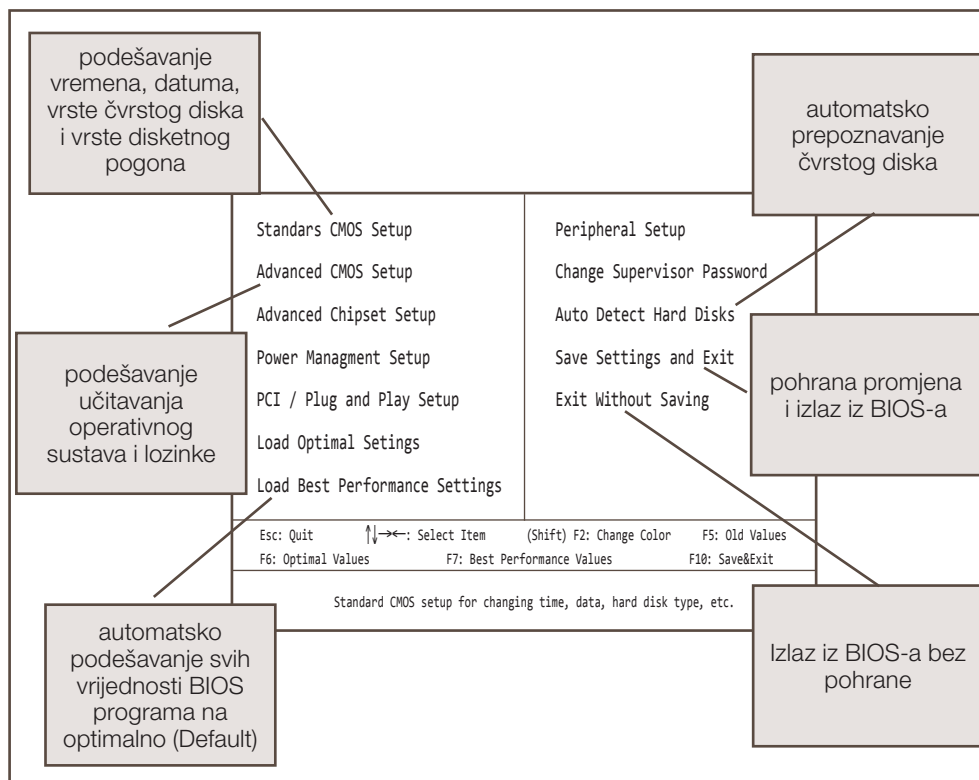 podešavanje
vremena, datuma,
vrste čvrstog diska
i vrste disketnog
pogona
automatsko
prepoznavanje
čvrstog diska
Standars CMOS Setup
Advanced CMOS Setup
Advanced Chipset Setup
Power Managment Setup
PCI / Plug and Play Setup
Load Optimal Setings
Load Best Performance Settings
Peripheral Setup
Change Supervisor Password
Auto Detect Hard Disks
Save Settings and Exit
Exit Without Saving
podešavanje
učitavanja
operativnog
sustava i lozinke
pohrana promjena
i izlaz iz BIOS-a
Esc: Quit ↑↓→←: Select Item (Shift) F2: Change Color F5: Old Values
F6: Optimal Values F7: Best Performance Values F10: Save&Exit
Standard CMOS setup for changing time, data, hard disk type, etc.
automatsko
podešavanje svih
vrijednosti BIOS
programa na
optimalno (Default)
Izlaz iz BIOS-a bez
pohrane